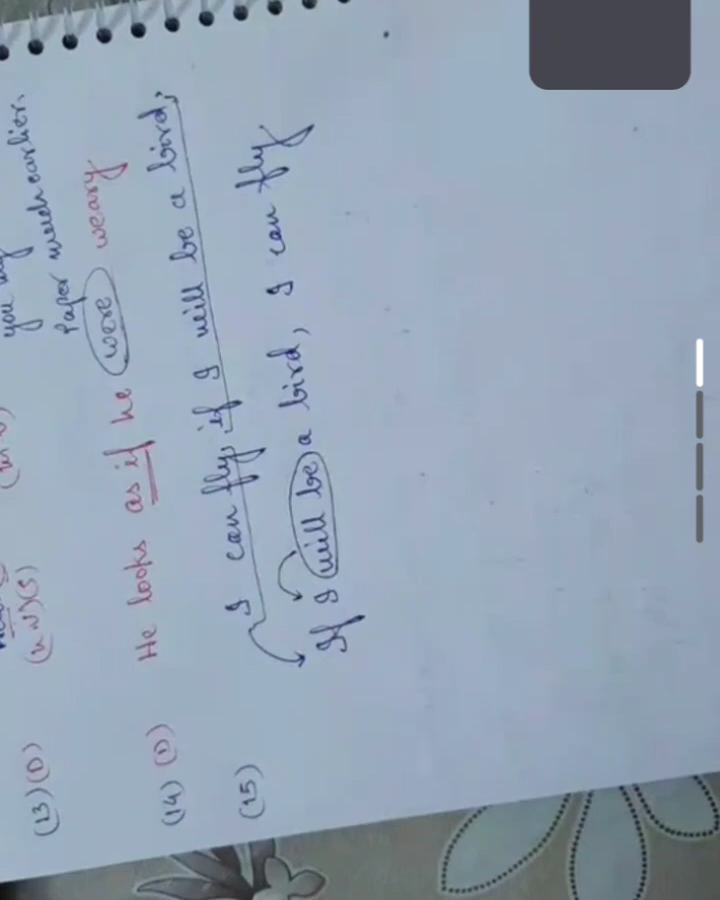 you my
Paper much earlier.
(13) (D)
(14) (D) He looks as if he were weary
(15) I can fly, if I will be a bird,
If I will be a bird, I can fly